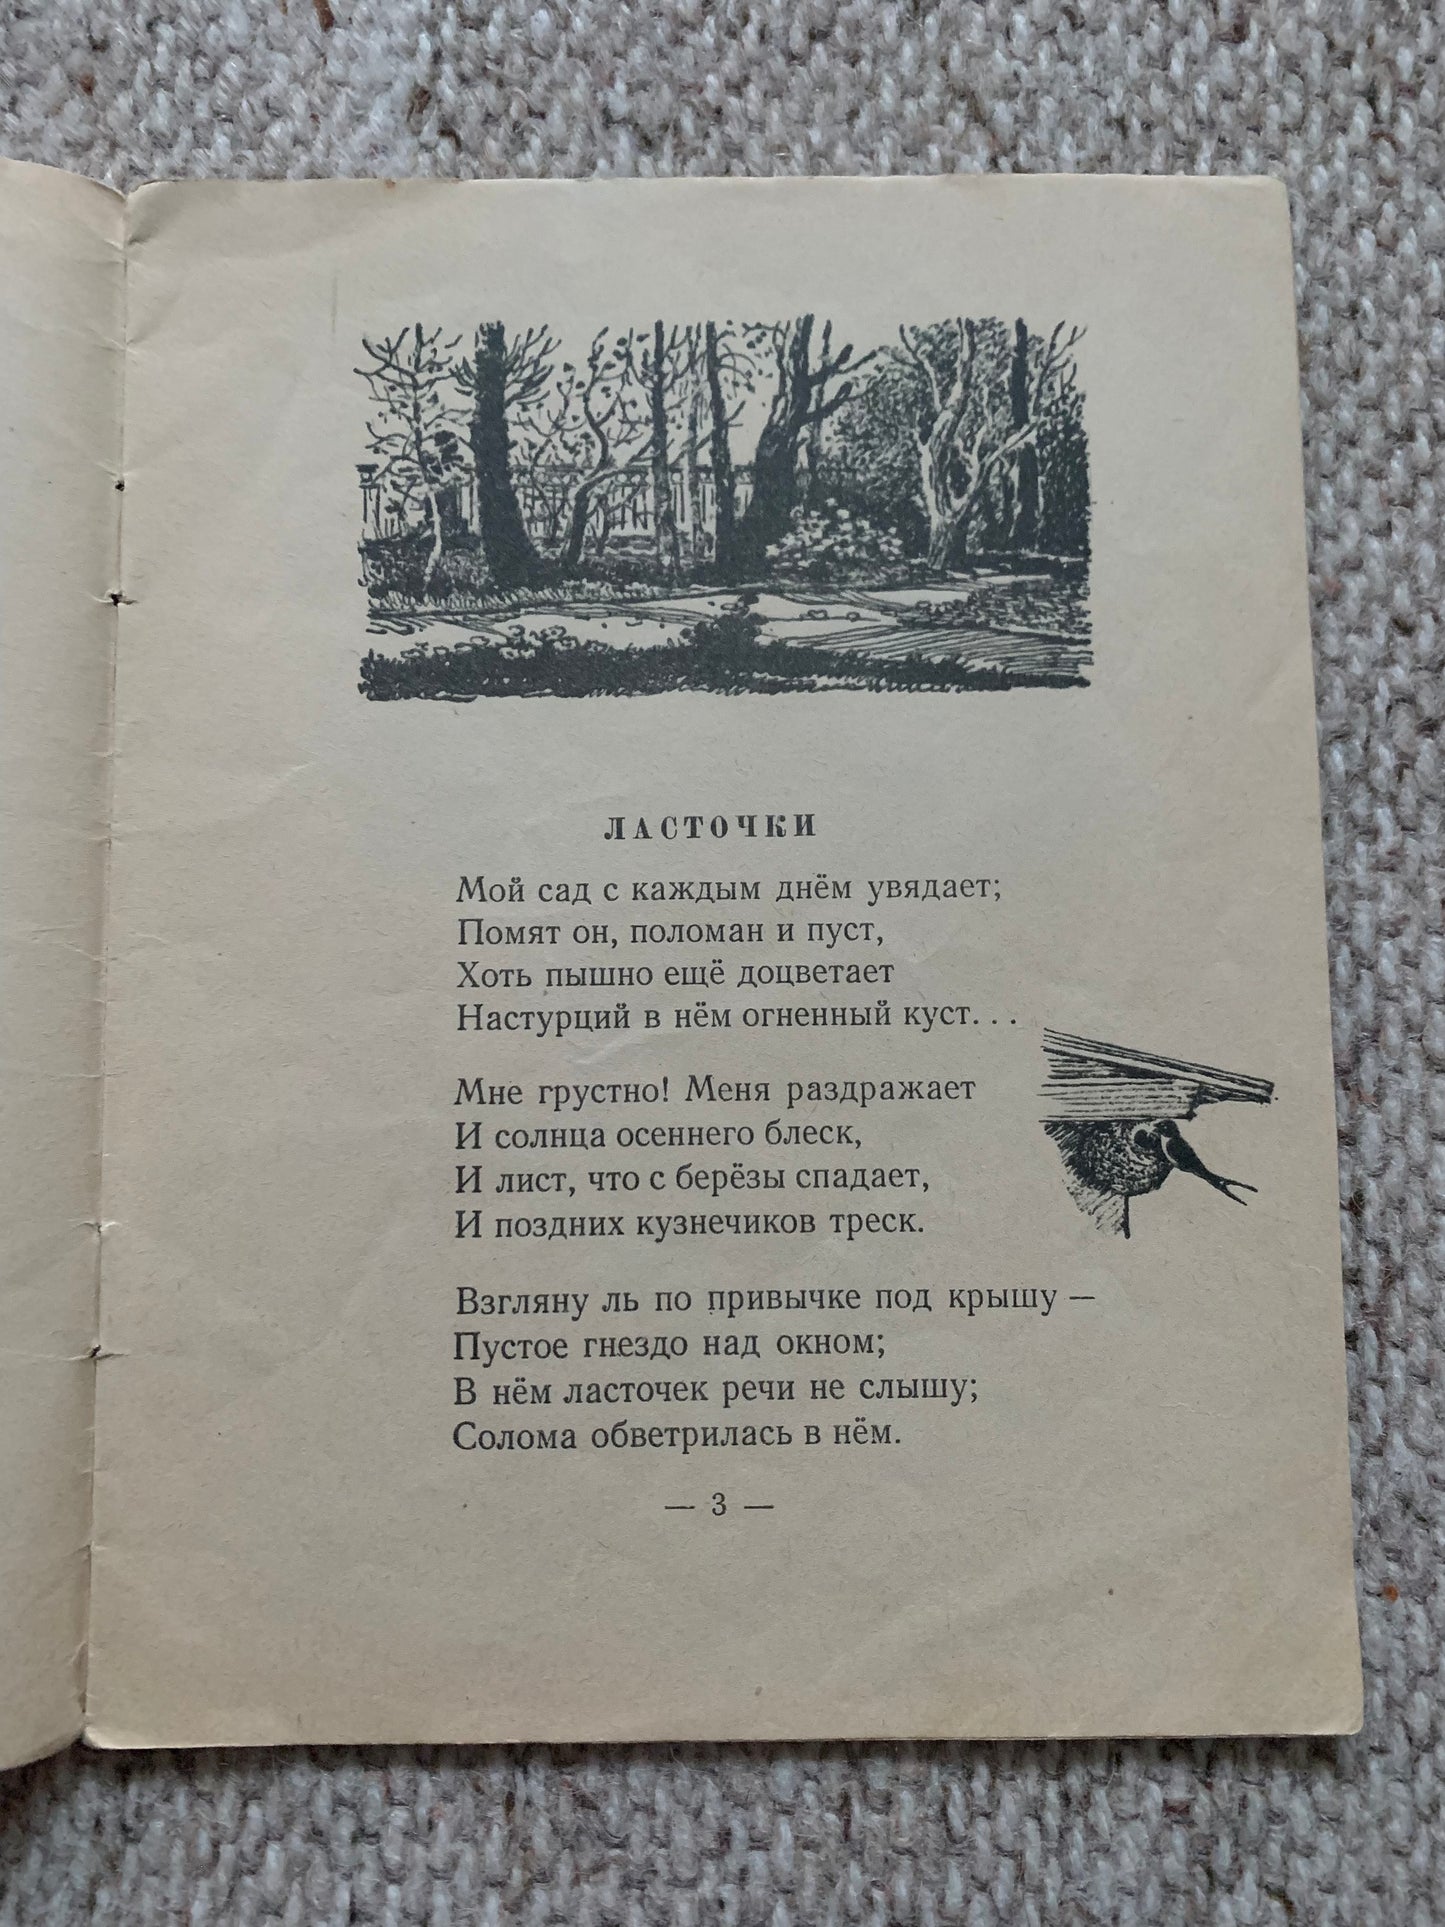 ЛАСТОЧКИ
Мой сад с каждым днём увядает;
Помят он, поломан и пуст,
Хоть пышно ещё доцветает
Настурций в нём огненный куст...
Мне грустно! Меня раздражает
И солнца осеннего блеск,
И лист, что с берёзы спадает,
И поздних кузнечиков треск.
Взгляну ль по привычке под крышу —
Пустое гнездо над окном;
В нём ласточек речи не слышу;
Солома обветрилась в нём.
— 3 —